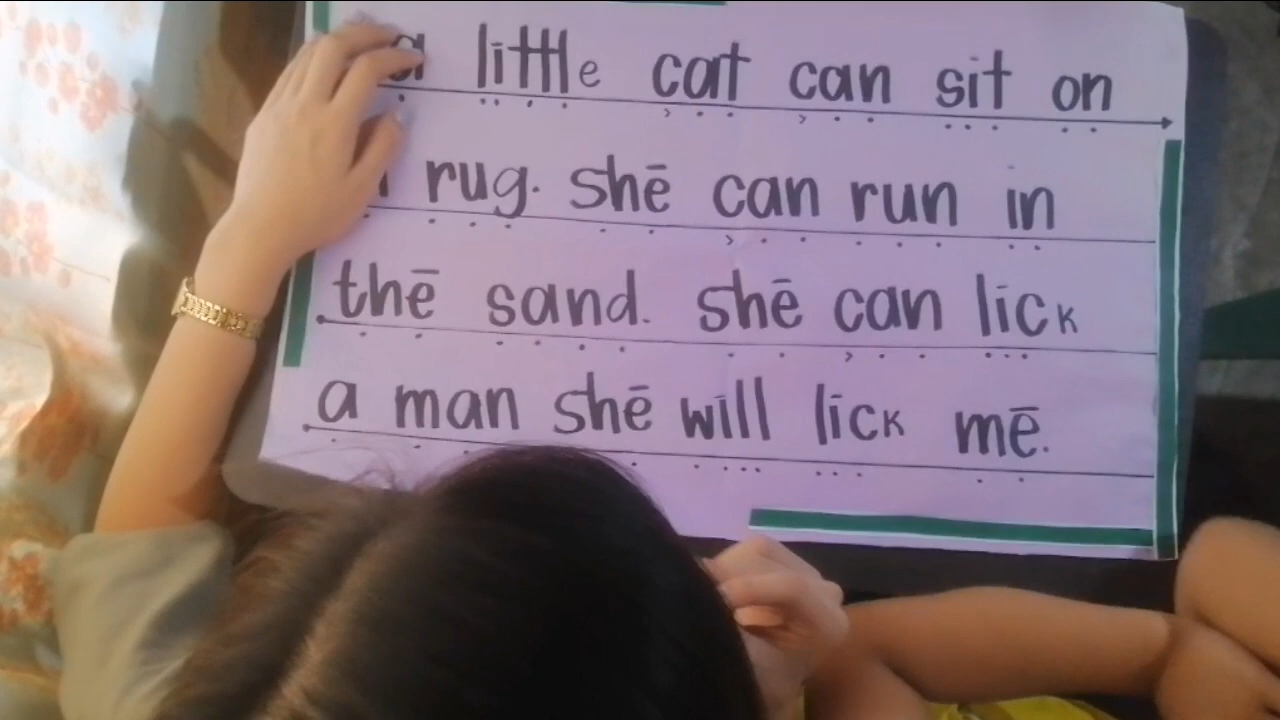 a little cat can sit on
rug. shē can run in
thē sand. shē can lick
a man shē will lick mē.